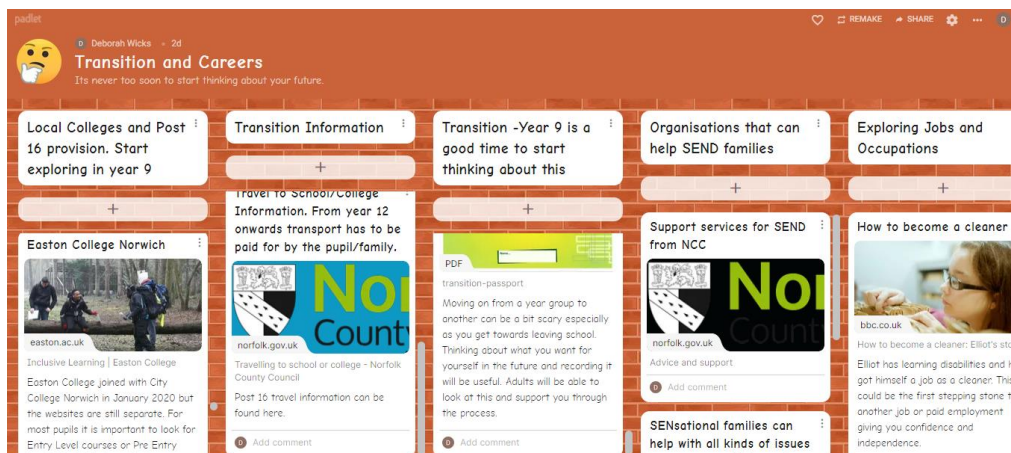 padlet
REMAKE
SHARE
D
D Deborah Wicks • 2d
Transition and Careers
Its never too soon to start thinking about your future.
Local Colleges and Post
16 provision. Start
exploring in year 9
+
Easton College Norwich
easton.ac.uk
Inclusive Learning | Easton College
Easton College joined with City
College Norwich in January 2020 but
the websites are still separate. For
most pupils it is important to look for
Entry Level courses or Pre Entry
Transition Information
+
Travel to School/College
Information. From year 12
onwards transport has to be
paid for by the pupil/family.
Nor
County
norfolk.gov.uk
Travelling to school or college - Norfolk
County Council
Post 16 travel information can be
found here.
D Add comment
Transition -Year 9 is a
good time to start
thinking about this
+
PDF
transition-passport
Moving on from a year group to
another can be a bit scary especially
as you get towards leaving school.
Thinking about what you want for
yourself in the future and recording it
will be useful. Adults will be able to
look at this and support you through
the process.
D Add comment
Organisations that can
help SEND families
+
Support services for SEND
from NCC
Nor
Count
norfolk.gov.uk
Advice and support
D Add comment
SENsational families can
help with all kinds of issues
Exploring Jobs and
Occupations
+
How to become a cleaner
bbc.co.uk
How to become a cleaner: Elliot's sto
Elliot has learning disabilities and h
got himself a job as a cleaner. This
could be the first stepping stone t
another job or paid employment
giving you confidence and
independence.